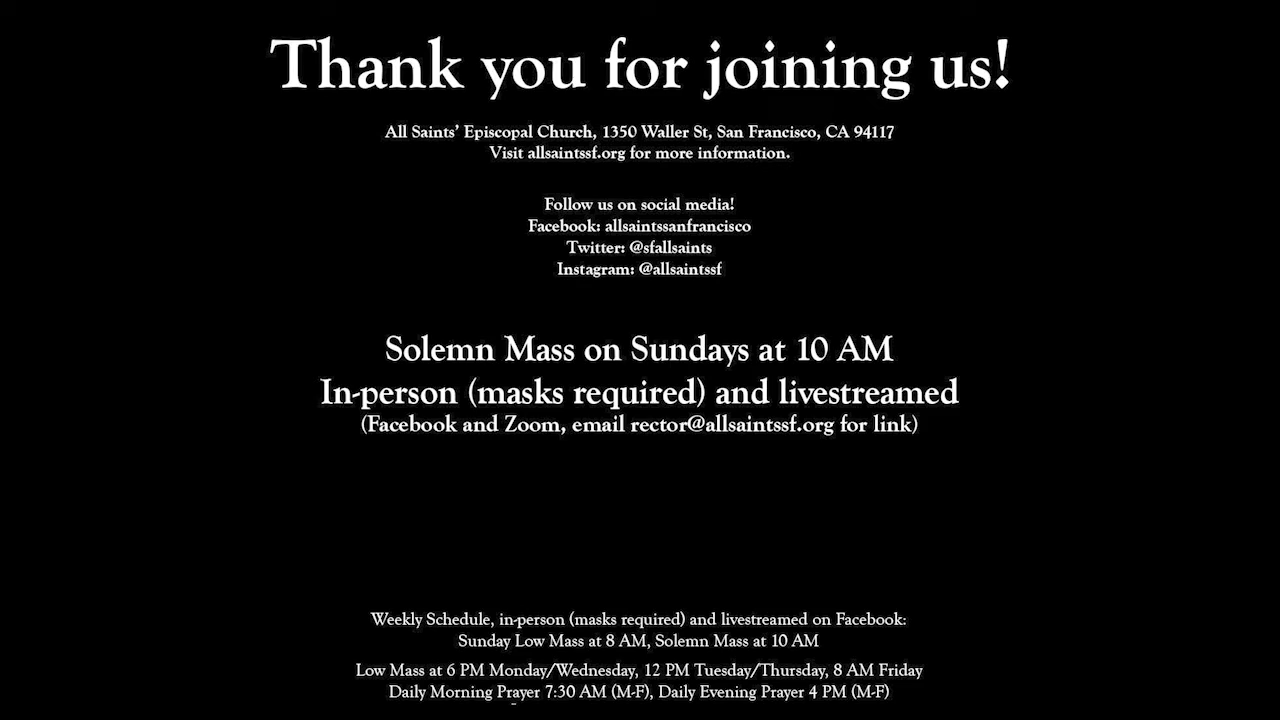 Thank you for joining us!
All Saints’ Episcopal Church, 1350 Waller St, San Francisco, CA 94117
Visit allsaintssf.org for more information.
Follow us on social media!
Facebook: allsaintssanfrancisco
Twitter: @sfallsaints
Instagram: @allsaintssf
Solemn Mass on Sundays at 10 AM
In-person (masks required) and livestreamed
(Facebook and Zoom, email rector@allsaintssf.org for link)
Weekly Schedule, in-person (masks required) and livestreamed on Facebook:
Sunday Low Mass at 8 AM, Solemn Mass at 10 AM
Low Mass at 6 PM Monday/Wednesday, 12 PM Tuesday/Thursday, 8 AM Friday
Daily Morning Prayer 7:30 AM (M-F), Daily Evening Prayer 4 PM (M-F)